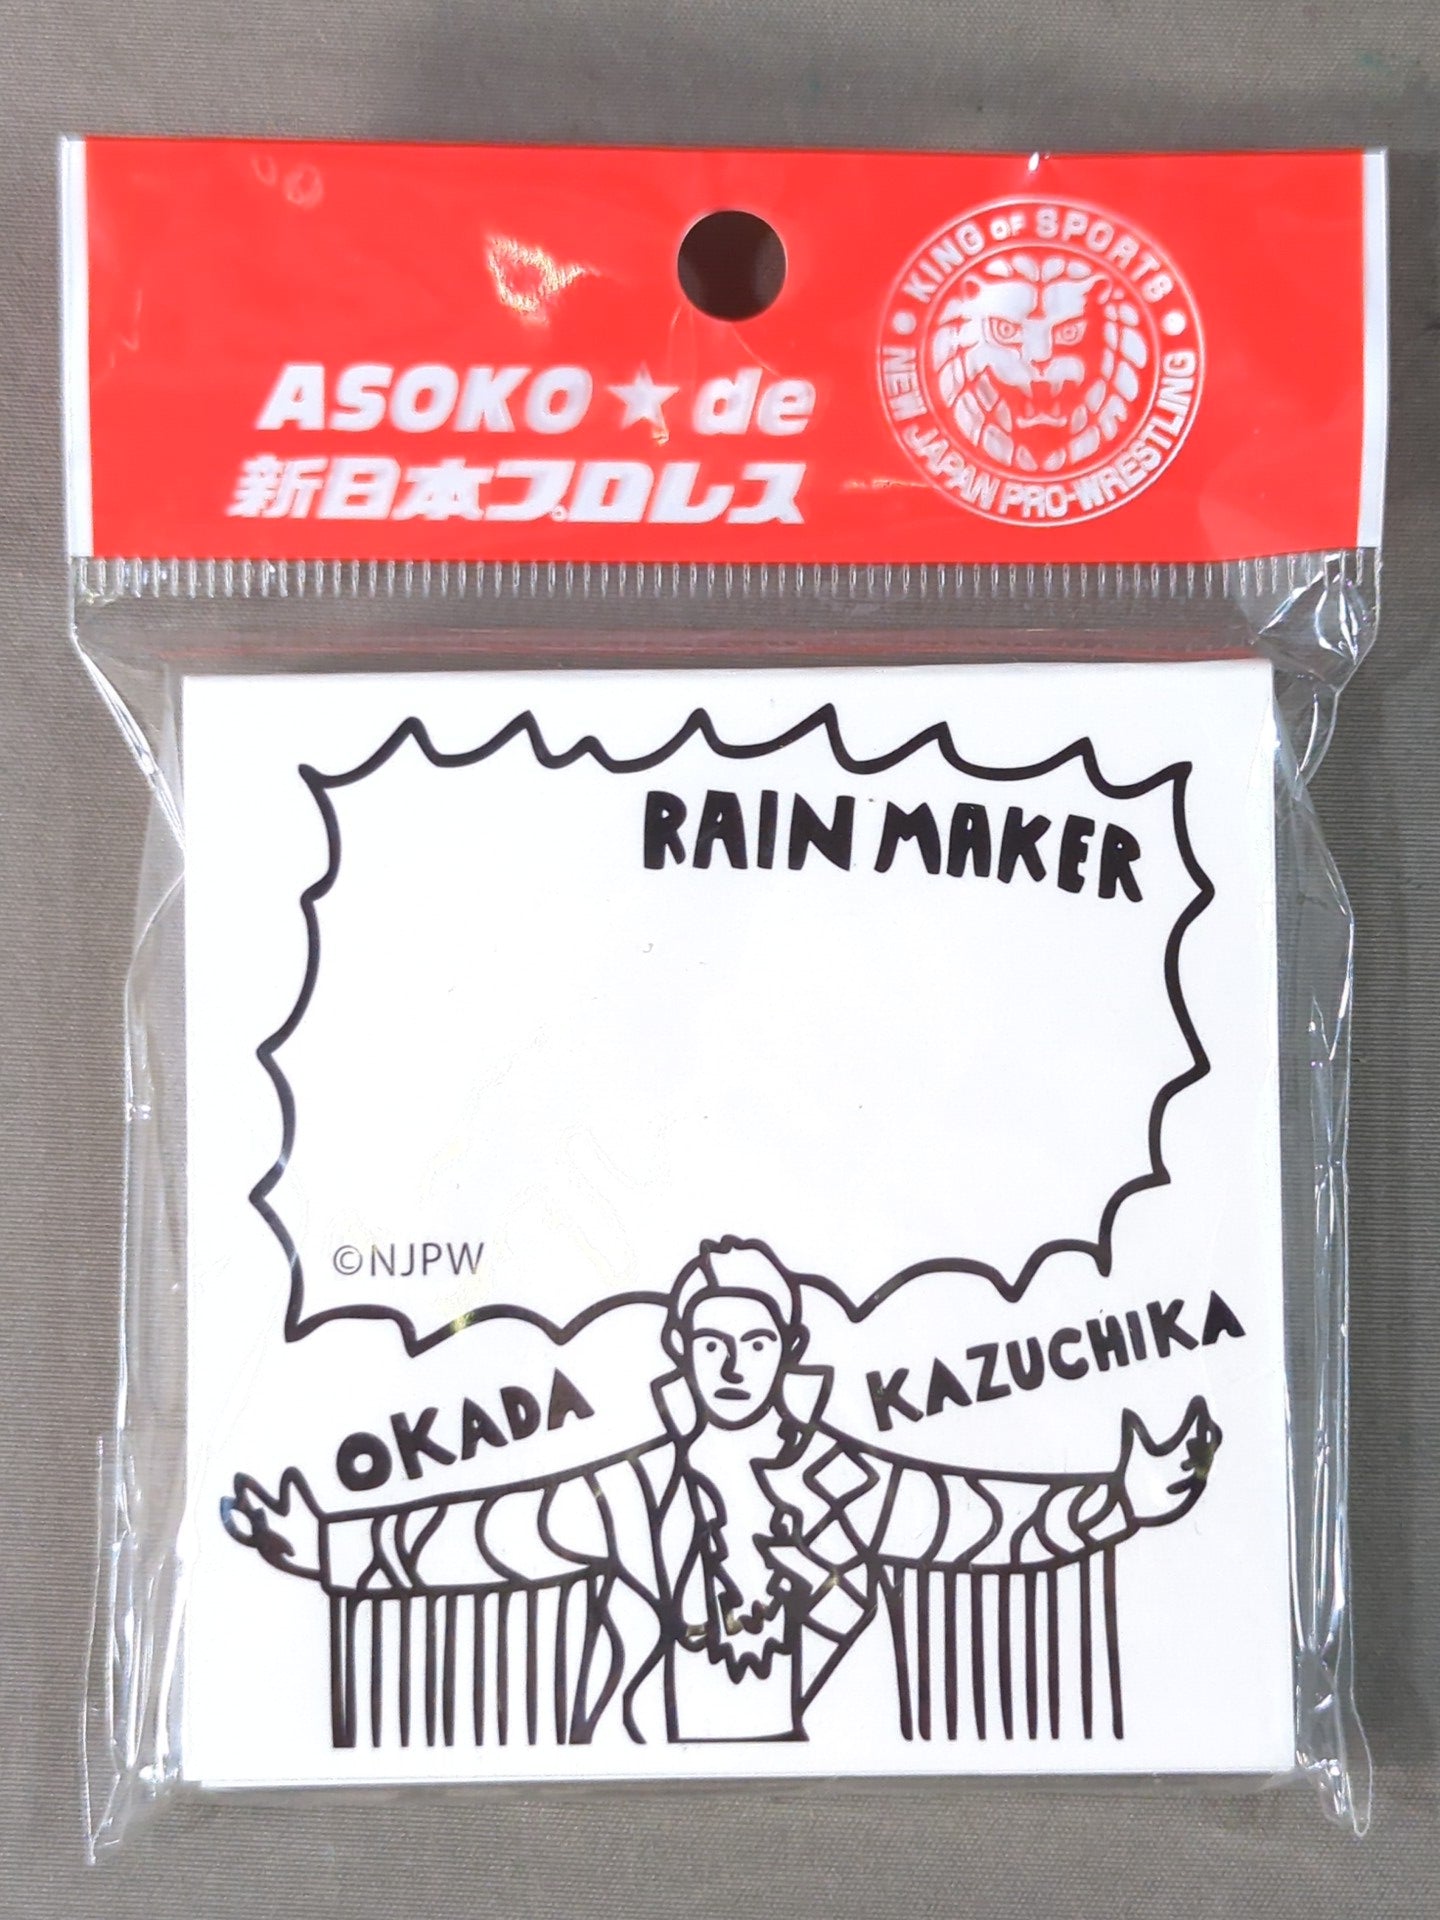 KING OF SPORTS
NEW JAPAN PRO-WRESTLING
ASOKO★de
新日本プロレス
RAIN MAKER
©NJPW
OKADA
KAZUCHIKA